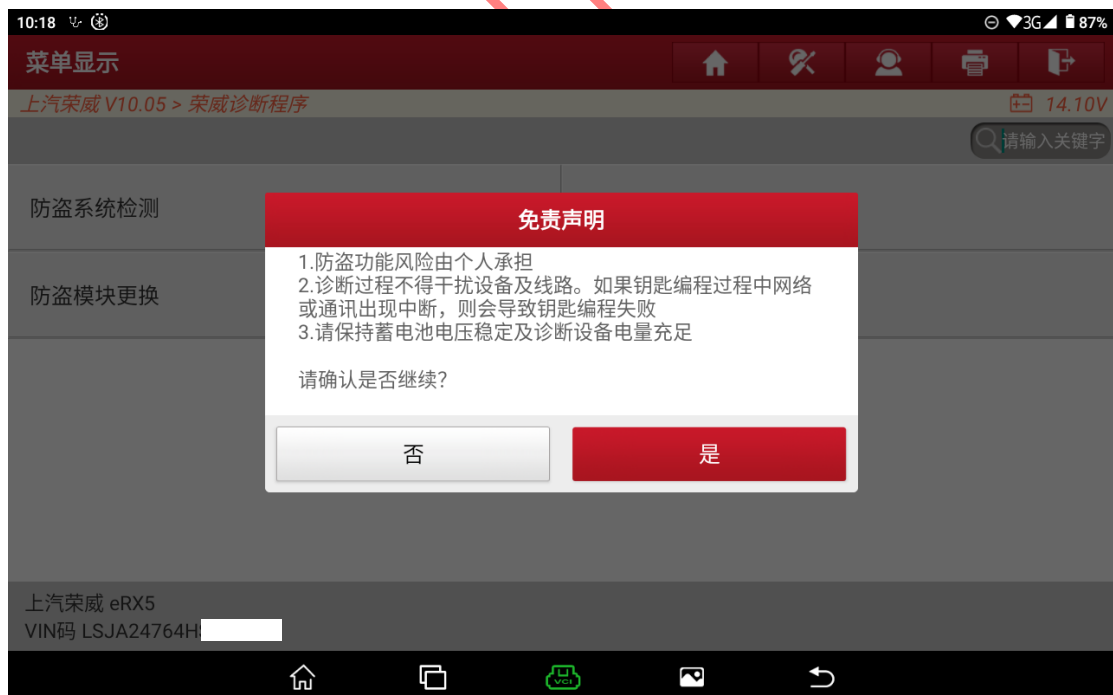 10:18
3G
87%
菜单显示
上汽荣威 V10.05 > 荣威诊断程序
14.10V
请输入关键字
防盗系统检测
防盗模块更换
免责声明
1.防盗功能风险由个人承担
2.诊断过程不得干扰设备及线路。如果钥匙编程过程中网络
或通讯出现中断，则会导致钥匙编程失败
3.请保持蓄电池电压稳定及诊断设备电量充足
请确认是否继续？
否
是
上汽荣威 eRX5
VIN码 LSJA24764H
VCI